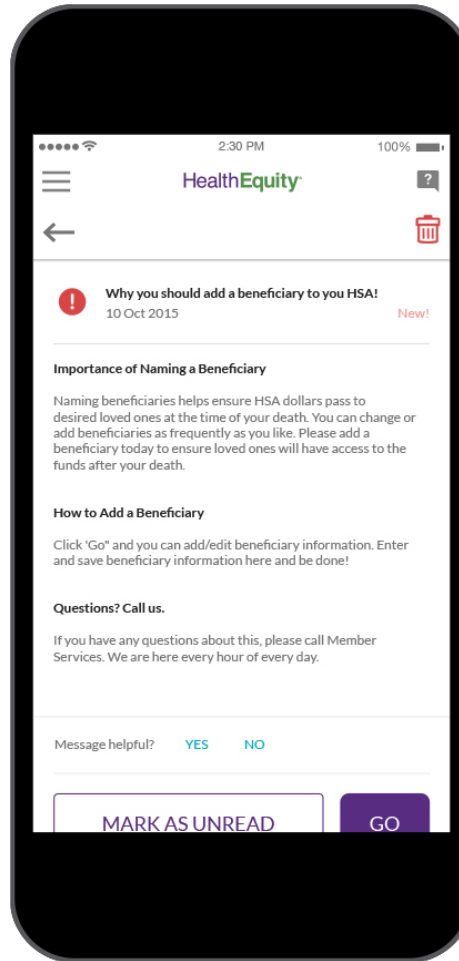 2:30 PM 100%
HealthEquity
?
!
Why you should add a beneficiary to you HSA!
10 Oct 2015 New!
Importance of Naming a Beneficiary
Naming beneficiaries helps ensure HSA dollars pass to
desired loved ones at the time of your death. You can change or
add beneficiaries as frequently as you like. Please add a
beneficiary today to ensure loved ones will have access to the
funds after your death.
How to Add a Beneficiary
Click 'Go" and you can add/edit beneficiary information. Enter
and save beneficiary information here and be done!
Questions? Call us.
If you have any questions about this, please call Member
Services. We are here every hour of every day.
Message helpful? YES NO
MARK AS UNREAD GO